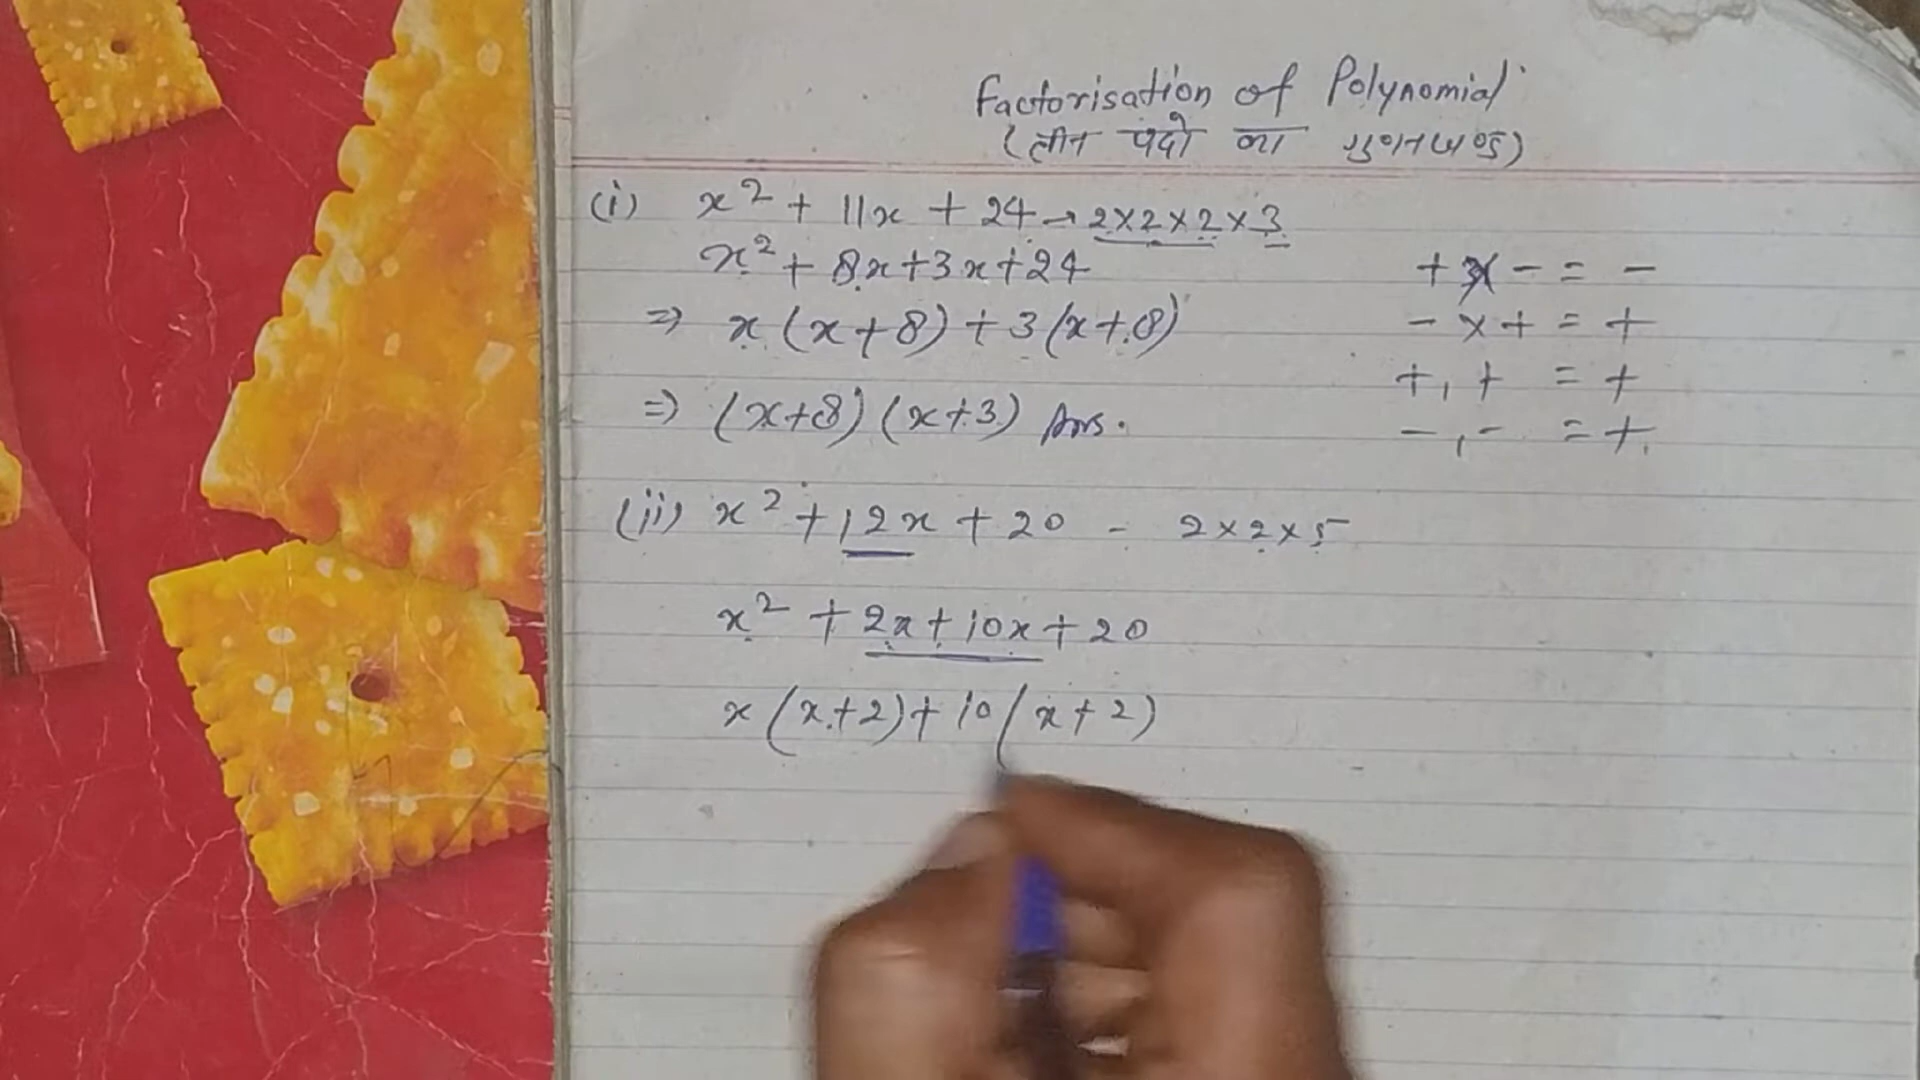 Factorisation of Polynomial
(तीन पदो का गुणनखण्ड)
(i) x² + 11x + 24 → 2×2×2×3
x² + 8x + 3x + 24
⇒ x (x+8) + 3 (x+8)
⇒ (x+8) (x+3) Ans.
+ × - = -
- × + = +
+, + = +
-, - = +
(ii) x² + 12x + 20 - 2×2×5
x² + 2x + 10x + 20
x (x+2) + 10 (x+2)